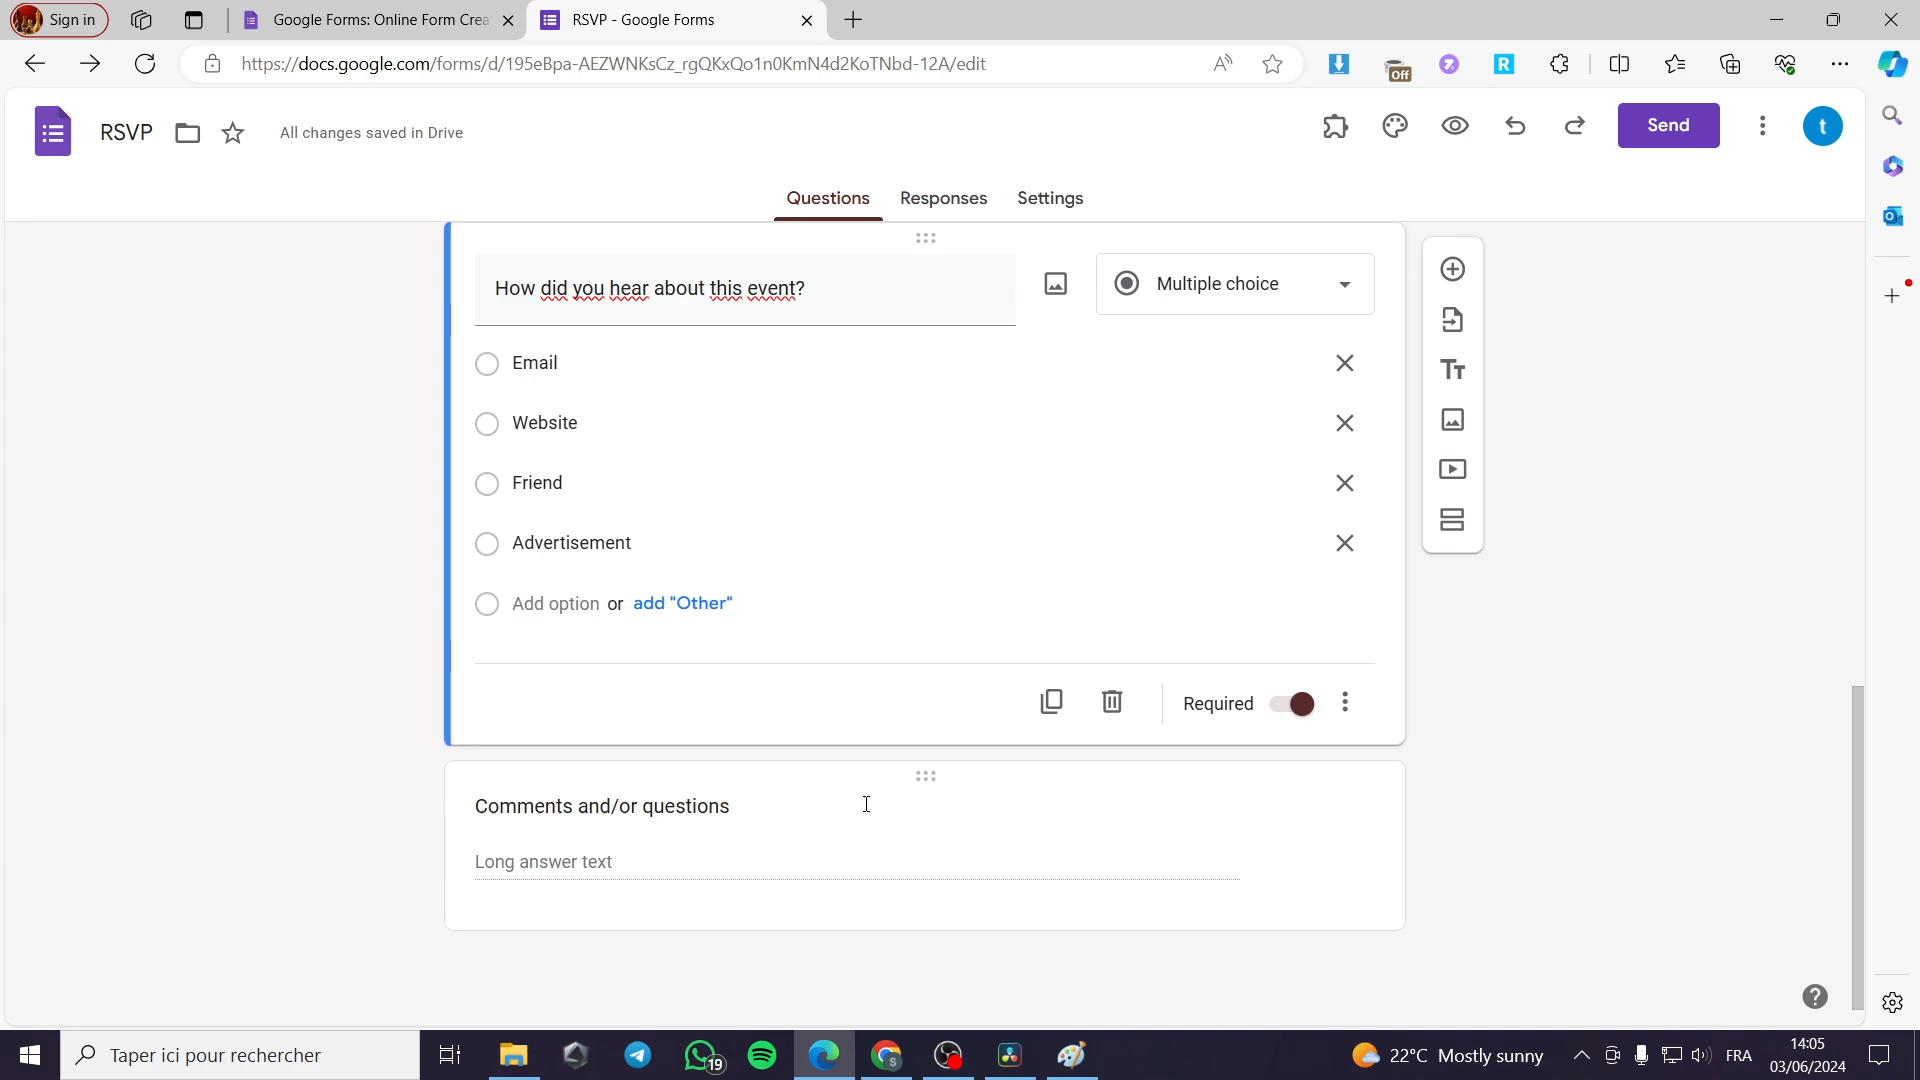 Sign in
Google Forms: Online Form Crea
RSVP - Google Forms
https://docs.google.com/forms/d/195eBpa-AEZWNKsCz_rgQKxQo1n0KmN4d2KoTNbd-12A/edit
Off
RSVP
All changes saved in Drive
Send
t
Questions
Responses
Settings
How did you hear about this event?
Multiple choice
Email
Website
Friend
Advertisement
Add option or add "Other"
Required
Comments and/or questions
Long answer text
Taper ici pour rechercher
19
22°C Mostly sunny
FRA
14:05
03/06/2024